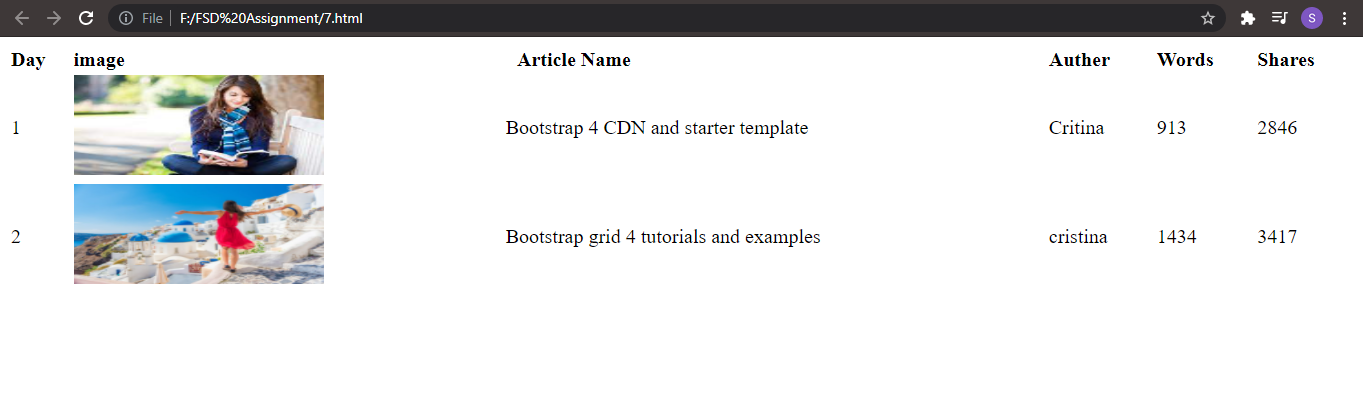 File F:/FSD%20Assignment/7.html S
Day image Article Name Auther Words Shares
1 Bootstrap 4 CDN and starter template Critina 913 2846
2 Bootstrap grid 4 tutorials and examples cristina 1434 3417